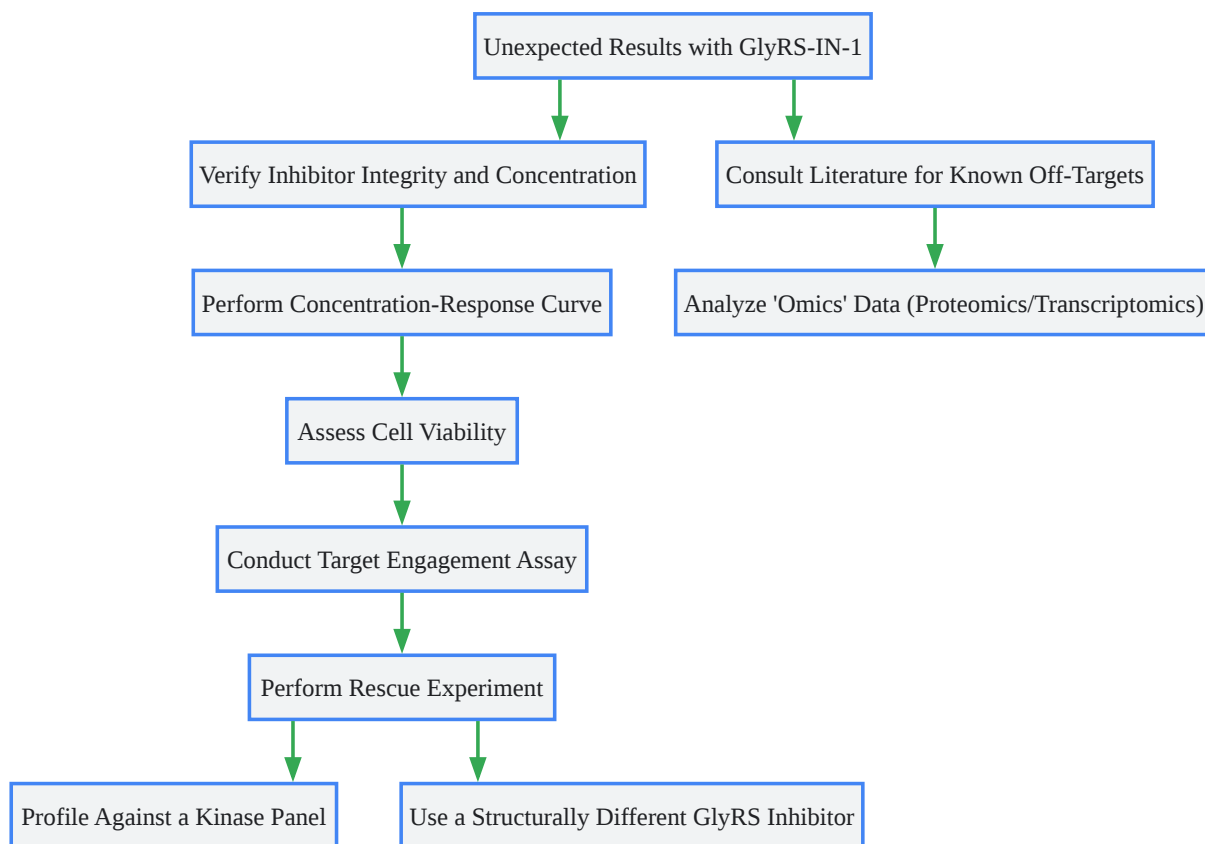 Unexpected Results with GlyRS-IN-1
Verify Inhibitor Integrity and Concentration
Consult Literature for Known Off-Targets
Perform Concentration-Response Curve
Analyze 'Omics' Data (Proteomics/Transcriptomics)
Assess Cell Viability
Conduct Target Engagement Assay
Perform Rescue Experiment
Profile Against a Kinase Panel
Use a Structurally Different GlyRS Inhibitor